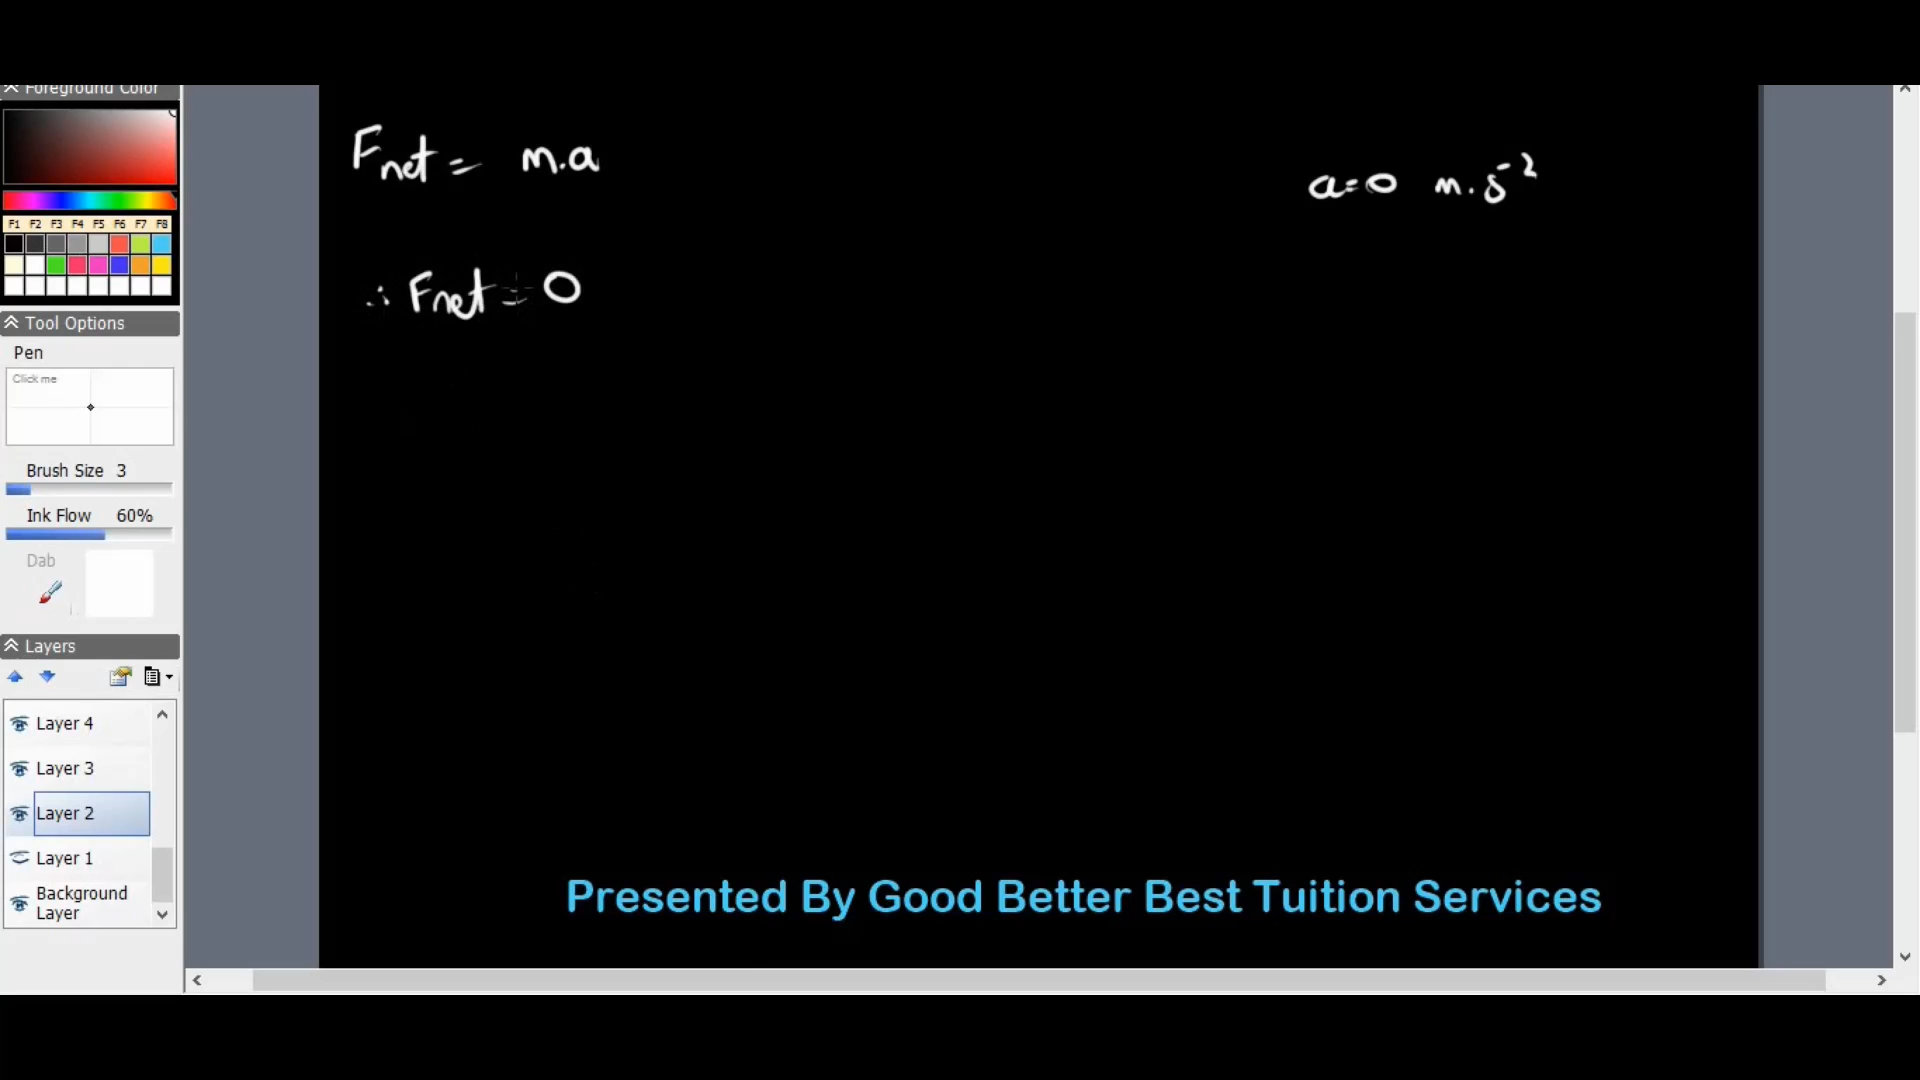 Foreground Color
F1 F2 F3 F4 F5 F6 F7 F8
Tool Options
Pen
Click me
Brush Size 3
Ink Flow 60%
Dab
Layers
Layer 4
Layer 3
Layer 2
Layer 1
Background
Layer
Fnet = m.a
a=0 m.s⁻²
∴ Fnet = 0
Presented By Good Better Best Tuition Services